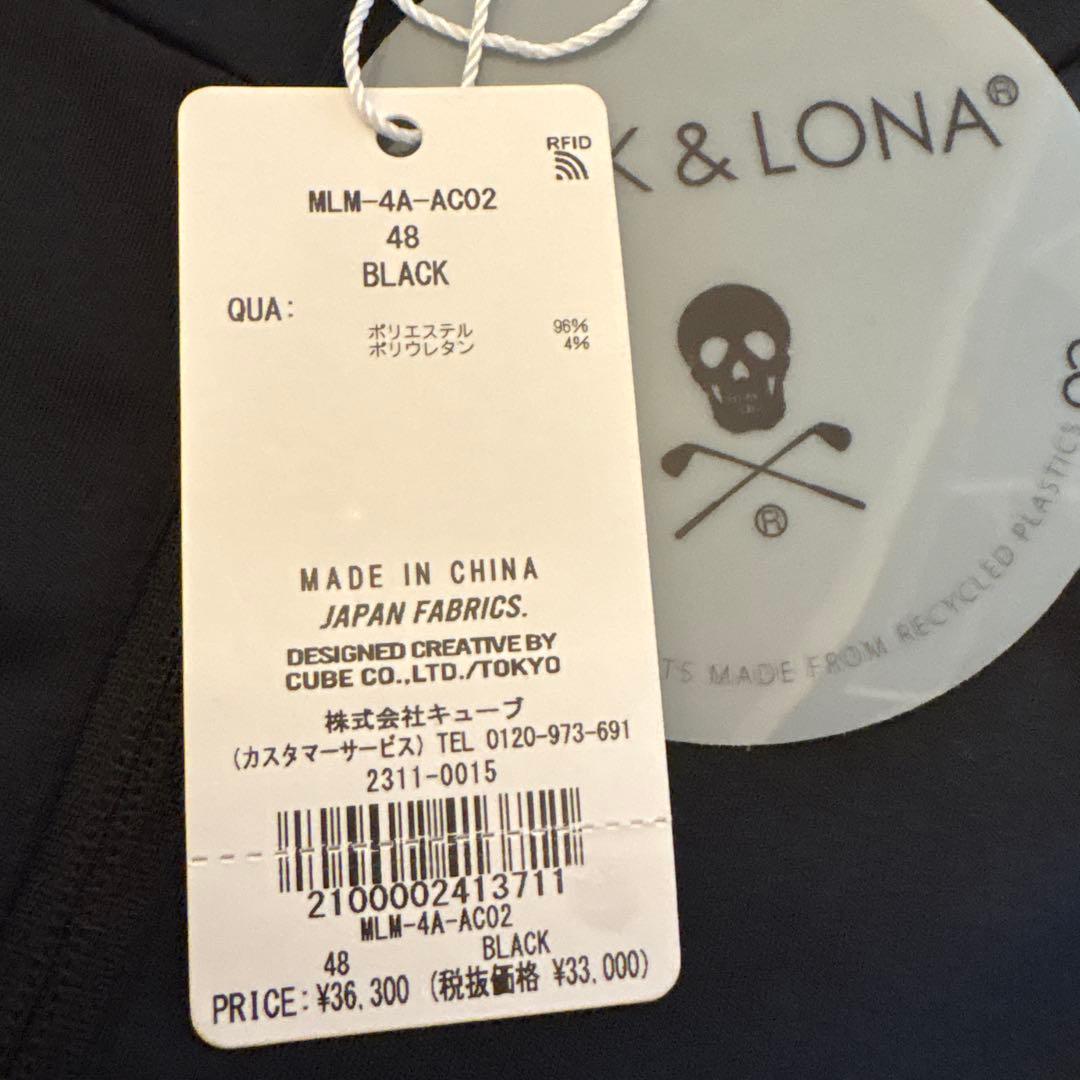 RFID
MLM-4A-AC02
48
BLACK
QUA:
ポリエステル 96%
ポリウレタン 4%
MADE IN CHINA
JAPAN FABRICS.
DESIGNED CREATIVE BY
CUBE CO.,LTD./TOKYO
株式会社キューブ
(カスタマーサービス) TEL 0120-973-691
2311-0015
2100002413711
MLM-4A-AC02
48 BLACK
PRICE:¥36,300 (税抜価格 ¥33,000)
K & LONA®
®
MADE FROM RECYCLED PLASTICS